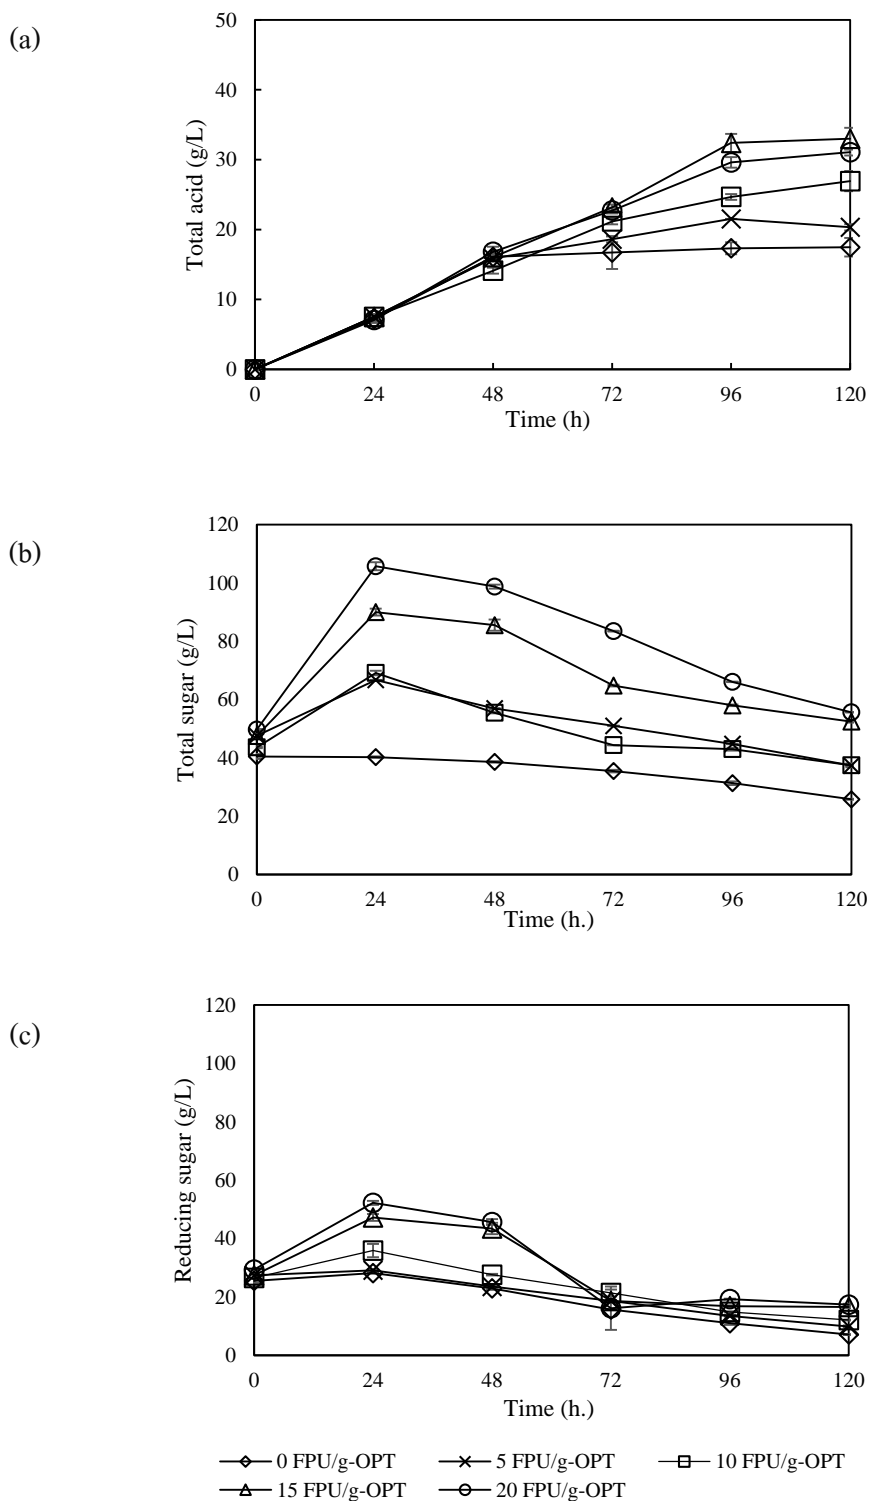 (a)
Total acid (g/L)
50
40
30
20
10
0
0 24 48 72 96 120
Time (h)
(b)
Total sugar (g/L)
120
100
80
60
40
20
0
0 24 48 72 96 120
Time (h.)
(c)
Reducing sugar (g/L)
120
100
80
60
40
20
0
0 24 48 72 96 120
Time (h.)
0 FPU/g-OPT 5 FPU/g-OPT 10 FPU/g-OPT
15 FPU/g-OPT 20 FPU/g-OPT